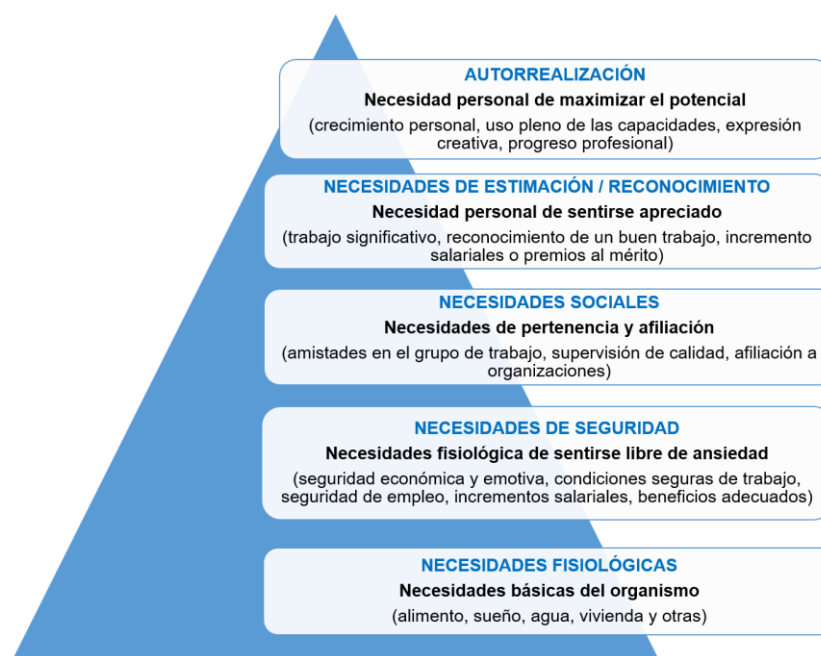 AUTORREALIZACIÓN
Necesidad personal de maximizar el potencial
(crecimiento personal, uso pleno de las capacidades, expresión
creativa, progreso profesional)
NECESIDADES DE ESTIMACIÓN / RECONOCIMIENTO
Necesidad personal de sentirse apreciado
(trabajo significativo, reconocimiento de un buen trabajo, incremento
salariales o premios al mérito)
NECESIDADES SOCIALES
Necesidades de pertenencia y afiliación
(amistades en el grupo de trabajo, supervisión de calidad, afiliación a
organizaciones)
NECESIDADES DE SEGURIDAD
Necesidades fisiológica de sentirse libre de ansiedad
(seguridad económica y emotiva, condiciones seguras de trabajo,
seguridad de empleo, incrementos salariales, beneficios adecuados)
NECESIDADES FISIOLÓGICAS
Necesidades básicas del organismo
(alimento, sueño, agua, vivienda y otras)